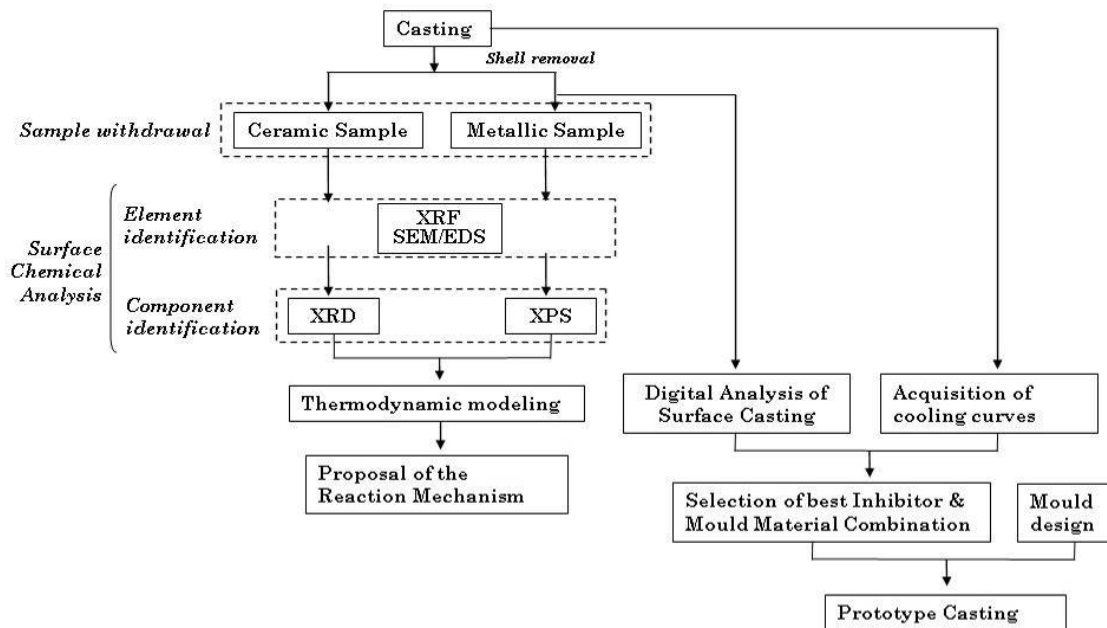 Casting
Shell removal
Sample withdrawal
Ceramic Sample
Metallic Sample
Surface
Chemical
Analysis
Element
identification
XRF
SEM/EDS
Component
identification
XRD
XPS
Thermodynamic modeling
Proposal of the
Reaction Mechanism
Digital Analysis of
Surface Casting
Acquisition of
cooling curves
Selection of best Inhibitor &
Mould Material Combination
Mould
design
Prototype Casting